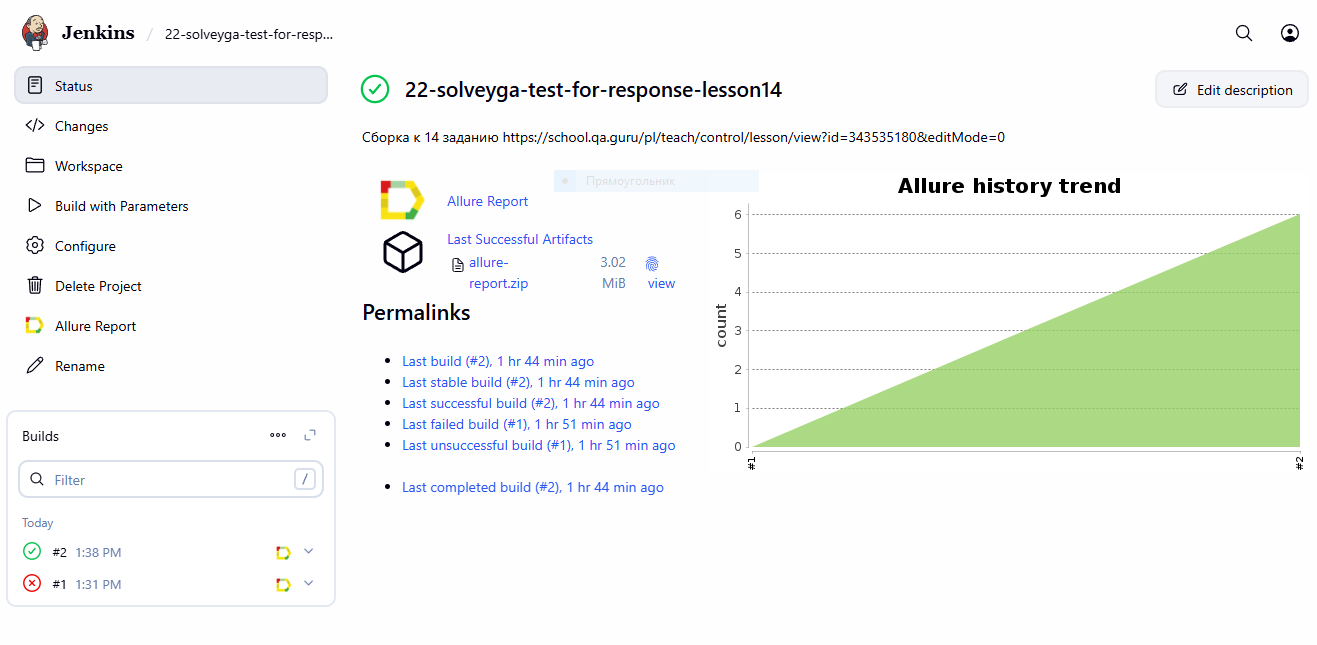 Jenkins / 22-solveyga-test-for-resp...
Status
Changes
Workspace
Build with Parameters
Configure
Delete Project
Allure Report
Rename
Builds
Filter /
Today
#2 1:38 PM
#1 1:31 PM
22-solveyga-test-for-response-lesson14
Edit description
Сборка к 14 заданию https://school.qa.guru/pl/teach/control/lesson/view?id=343535180&editMode=0
Прямоугольник
Allure Report
Last Successful Artifacts
allure-report.zip 3.02 MiB view
Permalinks
Last build (#2), 1 hr 44 min ago
Last stable build (#2), 1 hr 44 min ago
Last successful build (#2), 1 hr 44 min ago
Last failed build (#1), 1 hr 51 min ago
Last unsuccessful build (#1), 1 hr 51 min ago
Last completed build (#2), 1 hr 44 min ago
Allure history trend
count
6
5
4
3
2
1
0
#1
#2